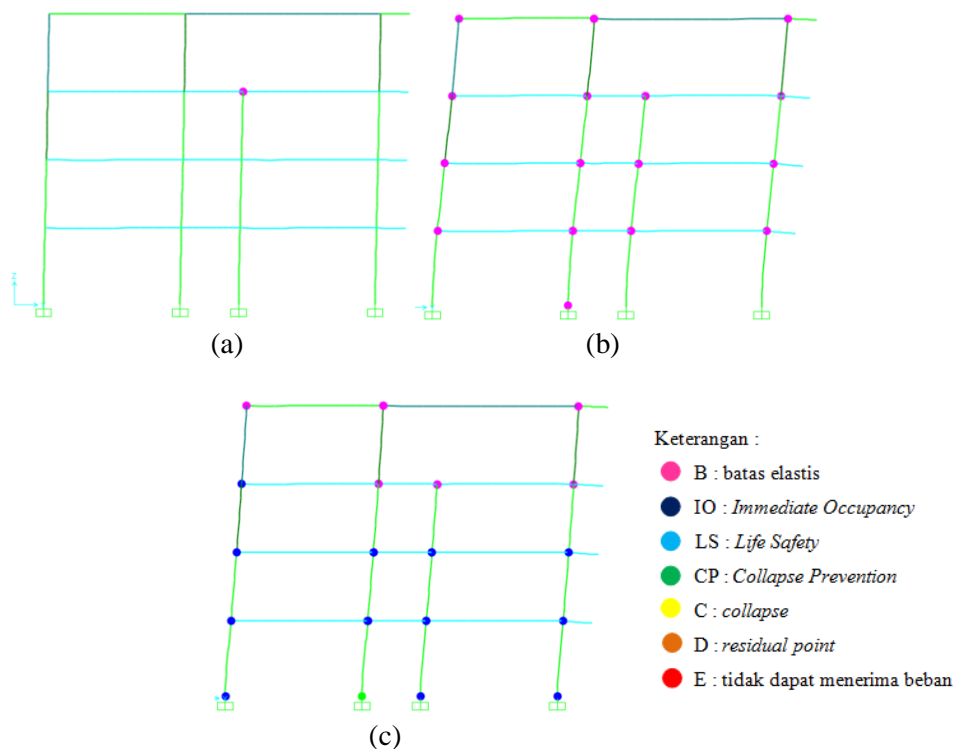 Z
(a)
(b)
(c)
Keterangan :
B : batas elastis
IO : Immediate Occupancy
LS : Life Safety
CP : Collapse Prevention
C : collapse
D : residual point
E : tidak dapat menerima beban